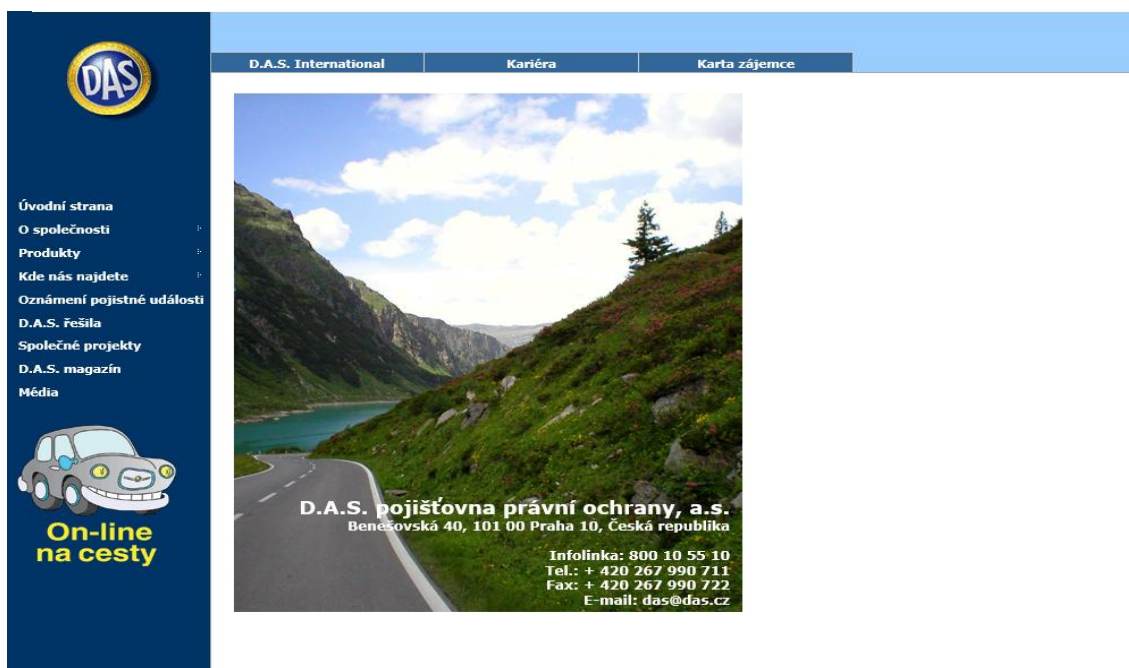 DAS
D.A.S. International
Kariéra
Karta zájemce
Úvodní strana
O společnosti
Produkty
Kde nás najdete
Oznámení pojistné události
D.A.S. řešila
Společné projekty
D.A.S. magazín
Média
On-line
na cesty
D.A.S. pojišťovna právní ochrany, a.s.
Benešovská 40, 101 00 Praha 10, Česká republika
Infolinka: 800 10 55 10
Tel.: + 420 267 990 711
Fax: + 420 267 990 722
E-mail: das@das.cz